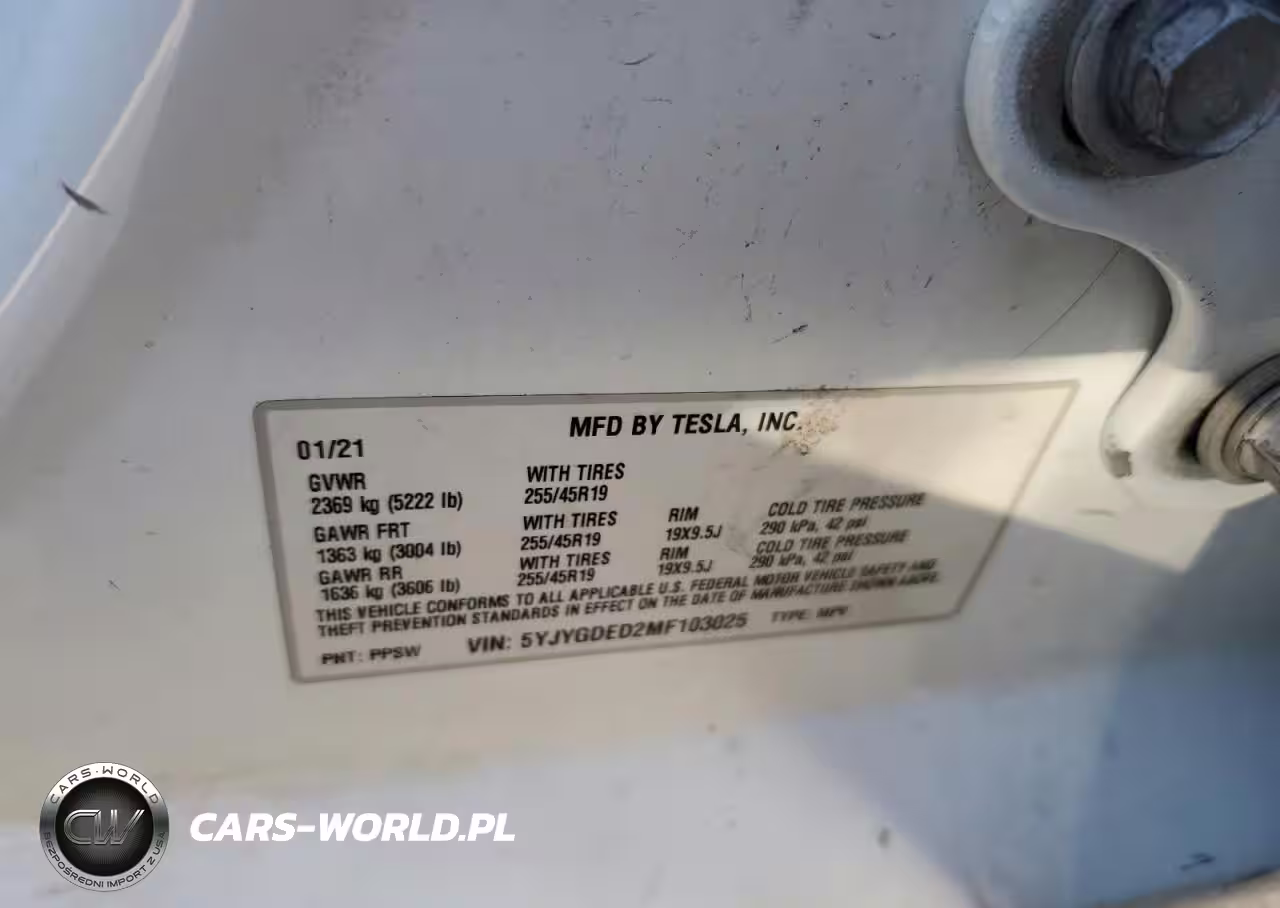 MFD BY TESLA, INC.
01/21
GVWR
2369 kg (5222 lb)
WITH TIRES
255/45R19
GAWR FRT
1363 kg (3004 lb)
WITH TIRES
255/45R19
RIM
19X9.5J
COLD TIRE PRESSURE
290 kPa, 42 psi
GAWR RR
1636 kg (3606 lb)
WITH TIRES
255/45R19
RIM
19X9.5J
COLD TIRE PRESSURE
290 kPa, 42 psi
THIS VEHICLE CONFORMS TO ALL APPLICABLE U.S. FEDERAL MOTOR VEHICLE SAFETY AND
THEFT PREVENTION STANDARDS IN EFFECT ON THE DATE OF MANUFACTURE SHOWN ABOVE.
PNT: PPSW VIN: 5YJYGDED2MF103025 TYPE: MPV
CARS-WORLD
CW
BEZPOŚREDNI IMPORT Z USA
CARS-WORLD.PL